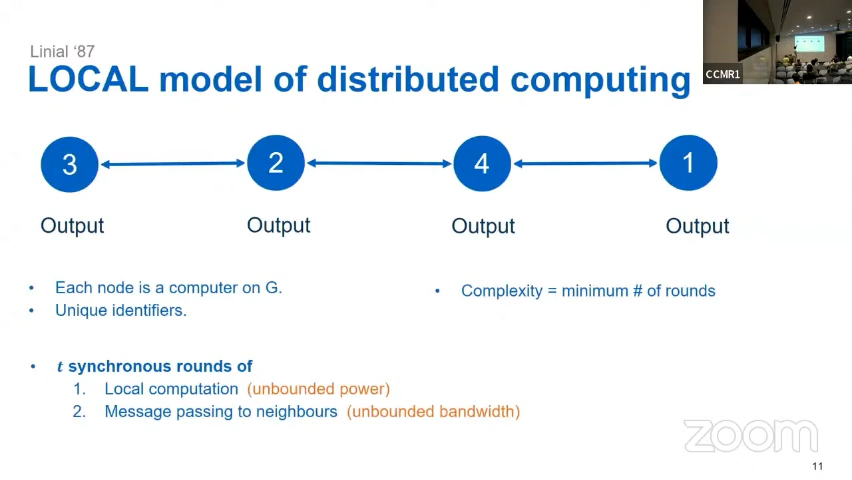 Linial ‘87
LOCAL model of distributed computing
CCMR1
3
2
4
1
Output
Output
Output
Output
• Each node is a computer on G.
• Unique identifiers.
• Complexity = minimum # of rounds
• t synchronous rounds of
1. Local computation (unbounded power)
2. Message passing to neighbours (unbounded bandwidth)
zoom
11